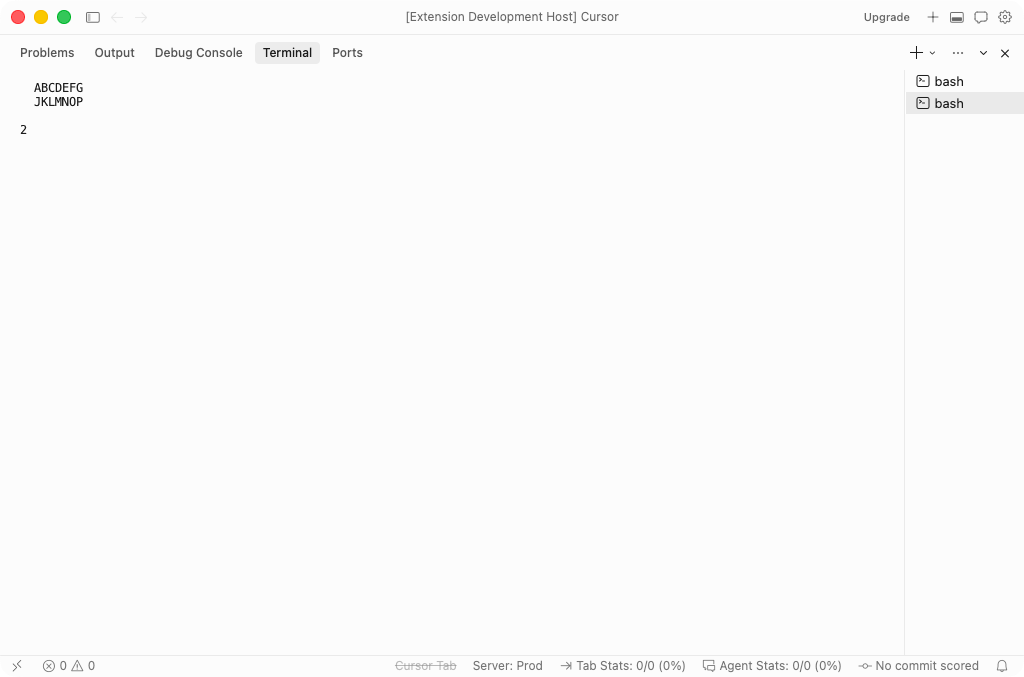 [Extension Development Host] Cursor
Upgrade
Problems Output Debug Console Terminal Ports
ABCDEFG
JKLMNOP
2
bash
bash
0 0 Cursor Tab Server: Prod Tab Stats: 0/0 (0%) Agent Stats: 0/0 (0%) No commit scored